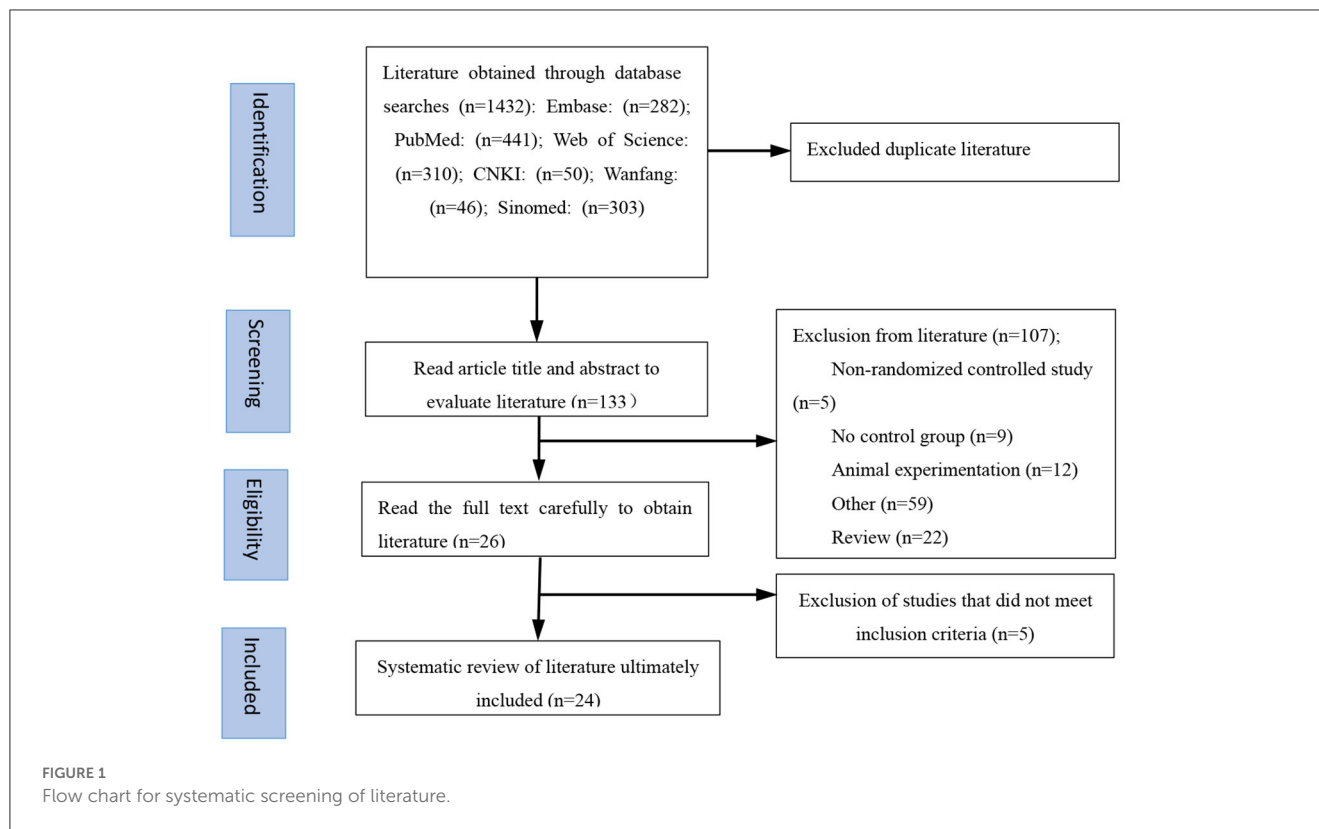 Identification
Literature obtained through database
searches (n=1432): Embase: (n=282);
PubMed: (n=441); Web of Science:
(n=310); CNKI: (n=50); Wanfang:
(n=46); Sinomed: (n=303)
Excluded duplicate literature
Screening
Read article title and abstract to
evaluate literature (n=133）
Exclusion from literature (n=107);
Non-randomized controlled study
(n=5)
No control group (n=9)
Animal experimentation (n=12)
Other (n=59)
Review (n=22)
Eligibility
Read the full text carefully to obtain
literature (n=26)
Exclusion of studies that did not meet
inclusion criteria (n=5)
Included
Systematic review of literature ultimately
included (n=24)
FIGURE 1
Flow chart for systematic screening of literature.